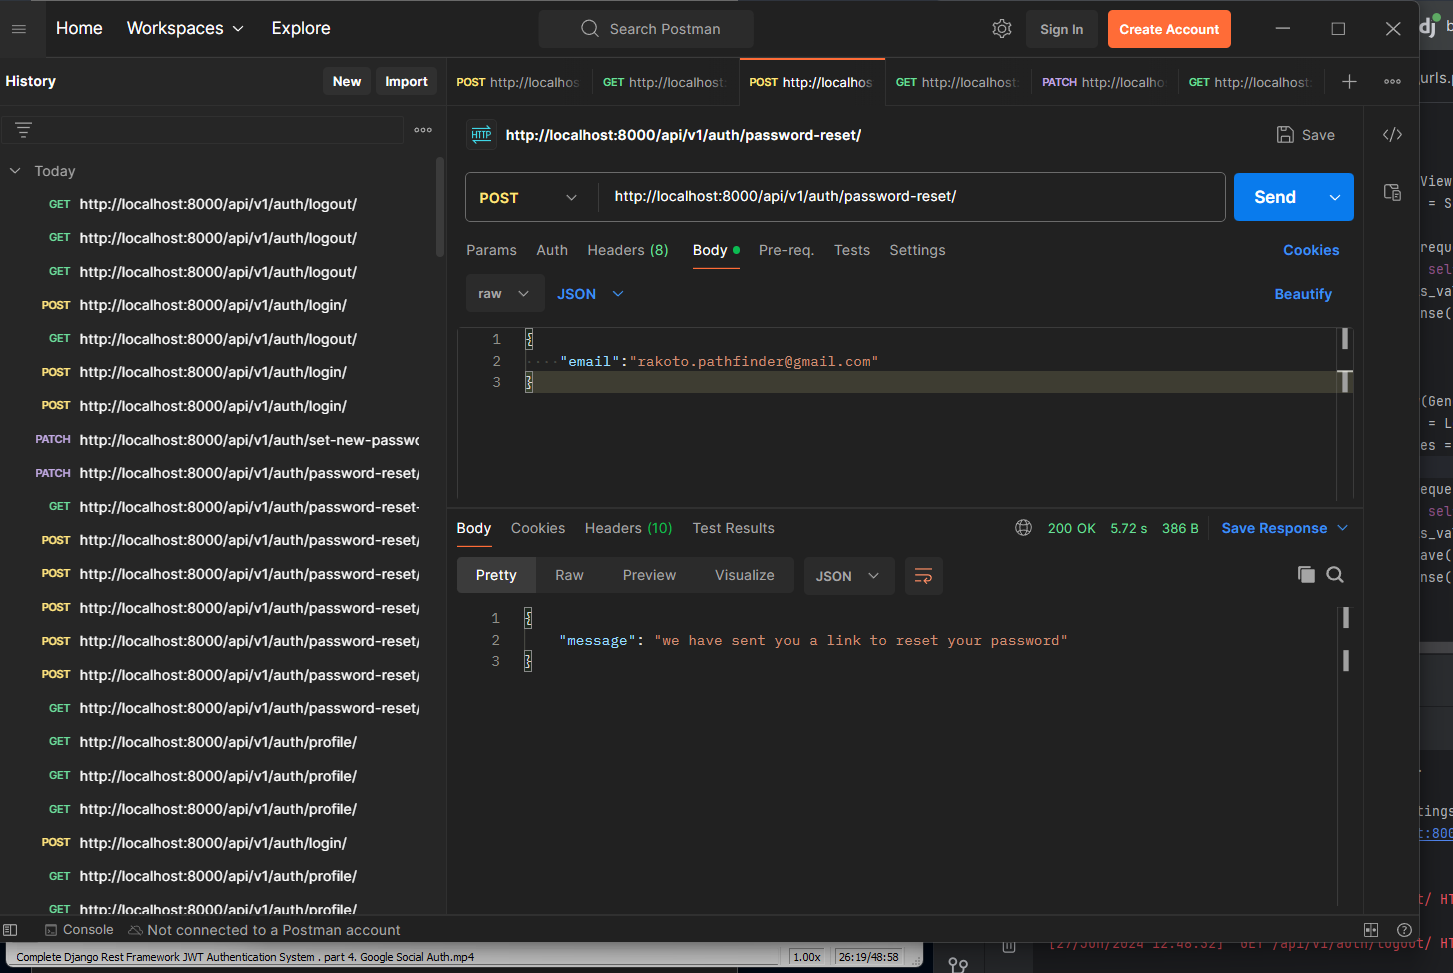 Home Workspaces Explore Search Postman Sign In Create Account
History New Import
POST http://localhos GET http://localhost: POST http://localhos GET http://localhost: PATCH http://localho GET http://localhost:
HTTP http://localhost:8000/api/v1/auth/password-reset/ Save
POST http://localhost:8000/api/v1/auth/password-reset/ Send
Params Auth Headers (8) Body Pre-req. Tests Settings Cookies
raw JSON Beautify
1 {
2 "email":"rakoto.pathfinder@gmail.com"
3 }
Body Cookies Headers (10) Test Results 200 OK 5.72 s 386 B Save Response
Pretty Raw Preview Visualize JSON
1 {
2 "message": "we have sent you a link to reset your password"
3 }
Today
GET http://localhost:8000/api/v1/auth/logout/
GET http://localhost:8000/api/v1/auth/logout/
GET http://localhost:8000/api/v1/auth/logout/
POST http://localhost:8000/api/v1/auth/login/
GET http://localhost:8000/api/v1/auth/logout/
POST http://localhost:8000/api/v1/auth/login/
POST http://localhost:8000/api/v1/auth/login/
PATCH http://localhost:8000/api/v1/auth/set-new-passwo
PATCH http://localhost:8000/api/v1/auth/password-reset/
GET http://localhost:8000/api/v1/auth/password-reset-
POST http://localhost:8000/api/v1/auth/password-reset/
POST http://localhost:8000/api/v1/auth/password-reset/
POST http://localhost:8000/api/v1/auth/password-reset/
POST http://localhost:8000/api/v1/auth/password-reset/
POST http://localhost:8000/api/v1/auth/password-reset/
GET http://localhost:8000/api/v1/auth/password-reset/
GET http://localhost:8000/api/v1/auth/profile/
GET http://localhost:8000/api/v1/auth/profile/
GET http://localhost:8000/api/v1/auth/profile/
POST http://localhost:8000/api/v1/auth/login/
GET http://localhost:8000/api/v1/auth/profile/
GET http://localhost:8000/api/v1/auth/profile/
Console Not connected to a Postman account
Complete Django Rest Framework JWT Authentication System . part 4. Google Social Auth.mp4 1.00x 26:19/48:58
dj b
urls.p
View
= S
requ
sel
s_va
nse(
(Gen
= L
es =
eque
sel
s_va
ave(
nse(
tings
t:800
t/ HT
[27/Jun/2024 12:48:32] "GET /api/v1/auth/logout/ HT